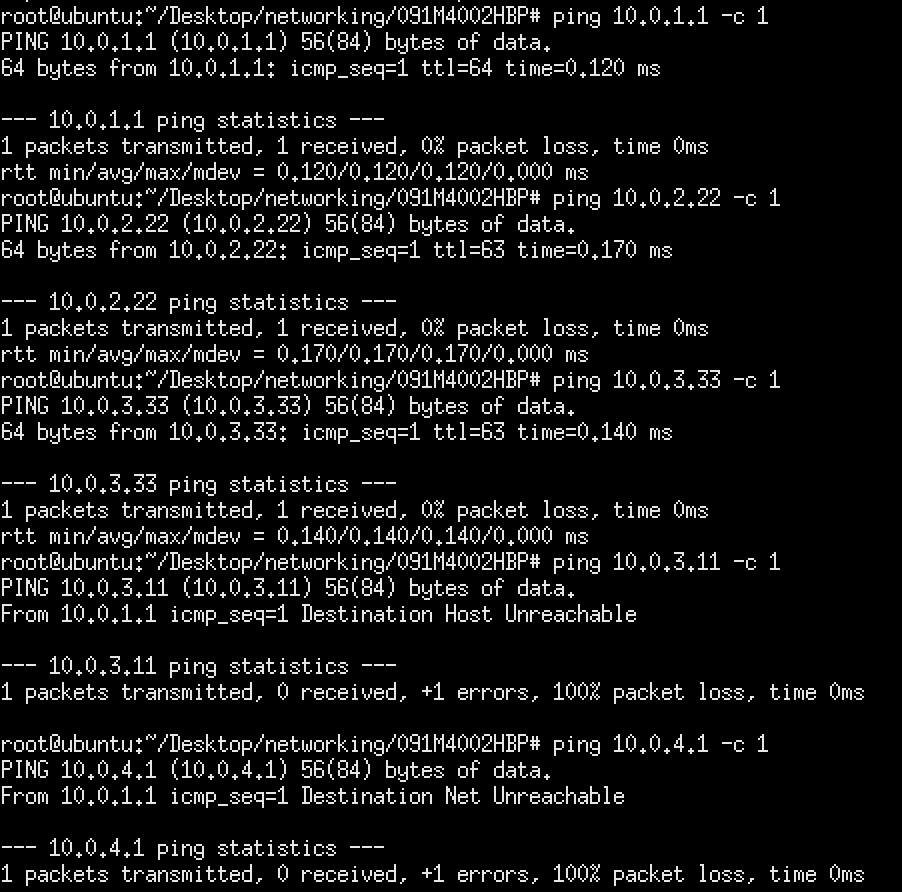 root@ubuntu:~/Desktop/networking/091M4002HBP# ping 10.0.1.1 -c 1
PING 10.0.1.1 (10.0.1.1) 56(84) bytes of data.
64 bytes from 10.0.1.1: icmp_seq=1 ttl=64 time=0.120 ms
--- 10.0.1.1 ping statistics ---
1 packets transmitted, 1 received, 0% packet loss, time 0ms
rtt min/avg/max/mdev = 0.120/0.120/0.120/0.000 ms
root@ubuntu:~/Desktop/networking/091M4002HBP# ping 10.0.2.22 -c 1
PING 10.0.2.22 (10.0.2.22) 56(84) bytes of data.
64 bytes from 10.0.2.22: icmp_seq=1 ttl=63 time=0.170 ms
--- 10.0.2.22 ping statistics ---
1 packets transmitted, 1 received, 0% packet loss, time 0ms
rtt min/avg/max/mdev = 0.170/0.170/0.170/0.000 ms
root@ubuntu:~/Desktop/networking/091M4002HBP# ping 10.0.3.33 -c 1
PING 10.0.3.33 (10.0.3.33) 56(84) bytes of data.
64 bytes from 10.0.3.33: icmp_seq=1 ttl=63 time=0.140 ms
--- 10.0.3.33 ping statistics ---
1 packets transmitted, 1 received, 0% packet loss, time 0ms
rtt min/avg/max/mdev = 0.140/0.140/0.140/0.000 ms
root@ubuntu:~/Desktop/networking/091M4002HBP# ping 10.0.3.11 -c 1
PING 10.0.3.11 (10.0.3.11) 56(84) bytes of data.
From 10.0.1.1 icmp_seq=1 Destination Host Unreachable
--- 10.0.3.11 ping statistics ---
1 packets transmitted, 0 received, +1 errors, 100% packet loss, time 0ms
root@ubuntu:~/Desktop/networking/091M4002HBP# ping 10.0.4.1 -c 1
PING 10.0.4.1 (10.0.4.1) 56(84) bytes of data.
From 10.0.1.1 icmp_seq=1 Destination Net Unreachable
--- 10.0.4.1 ping statistics ---
1 packets transmitted, 0 received, +1 errors, 100% packet loss, time 0ms